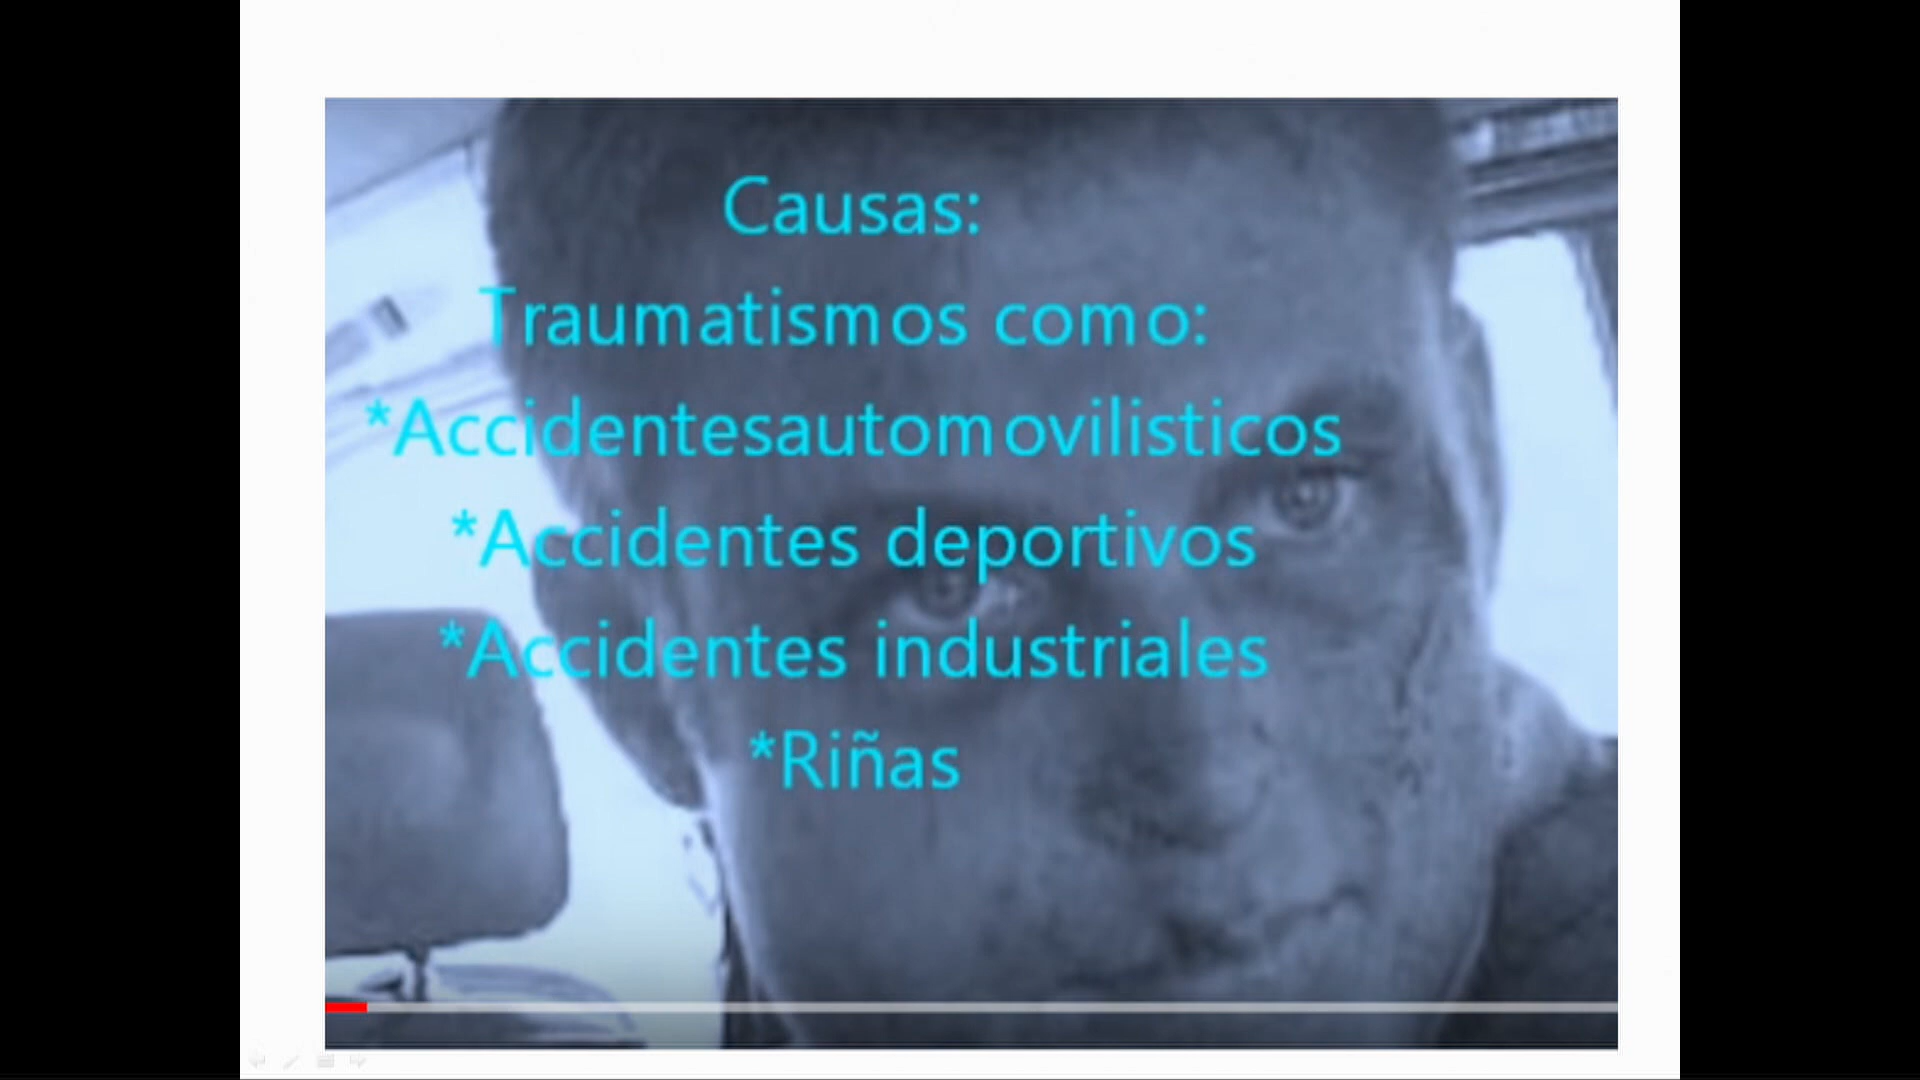 Causas:
Traumatismos como:
*Accidentesautomovilisticos
*Accidentes deportivos
*Accidentes industriales
*Riñas